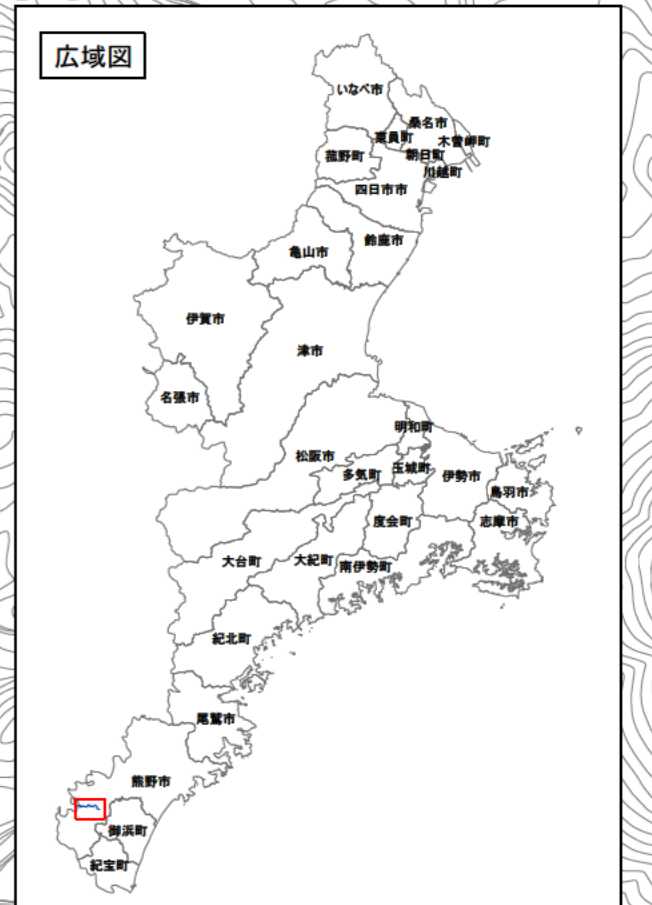 広域図
いなべ市
桑名市
東員町
木曽岬町
朝日町
菰野町
川越町
四日市市
鈴鹿市
亀山市
伊賀市
津市
名張市
明和町
松阪市
玉城町
多気町
伊勢市
鳥羽市
度会町
志摩市
大台町
大紀町
南伊勢町
紀北町
尾鷲市
熊野市
御浜町
紀宝町